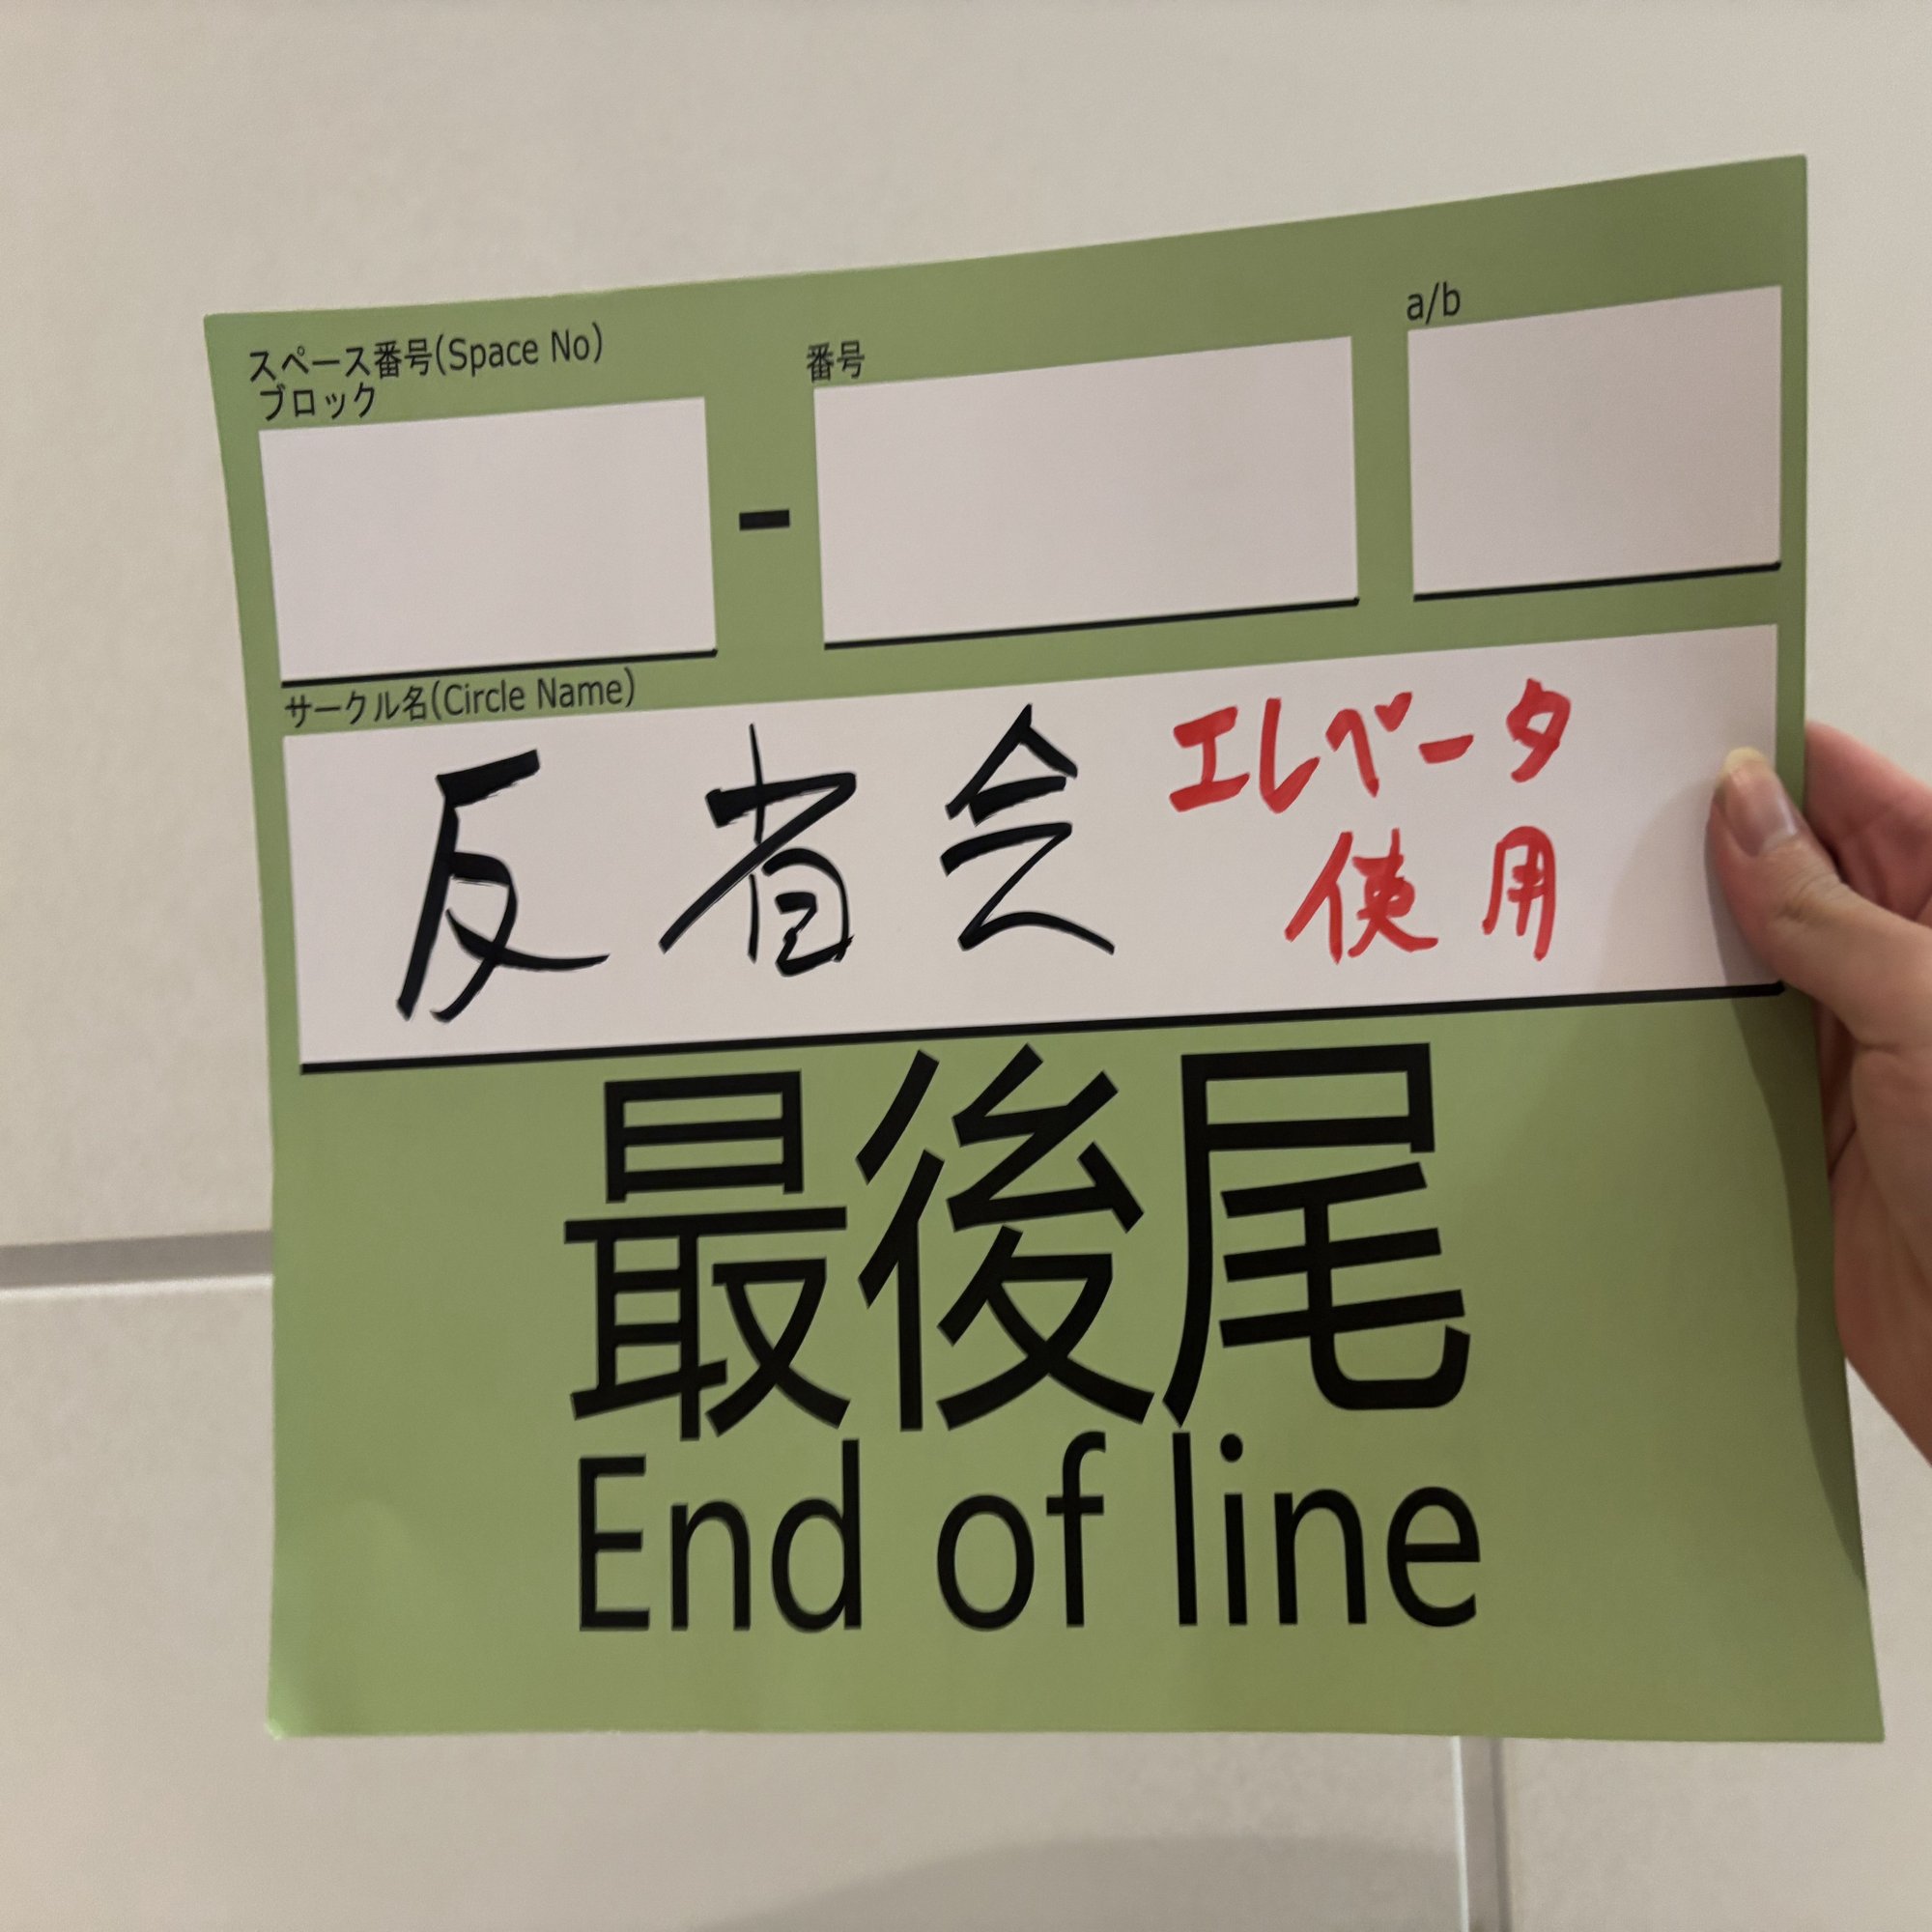 スペース番号(Space No)
ブロック
番号
a/b
-
サークル名(Circle Name)
反省会
エレベータ
使用
最後尾
End of line